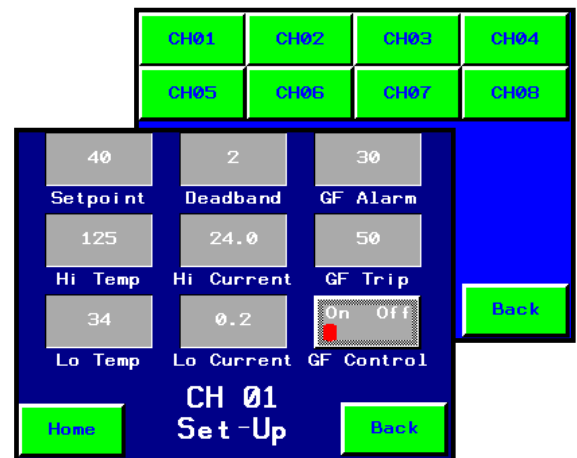 CH01 CH02 CH03 CH04
CH05 CH06 CH07 CH08
Back
40 2 30
Setpoint Deadband GF Alarm
125 24.0 50
Hi Temp Hi Current GF Trip
34 0.2 On Off
Lo Temp Lo Current GF Control
CH 01
Set-Up
Home Back